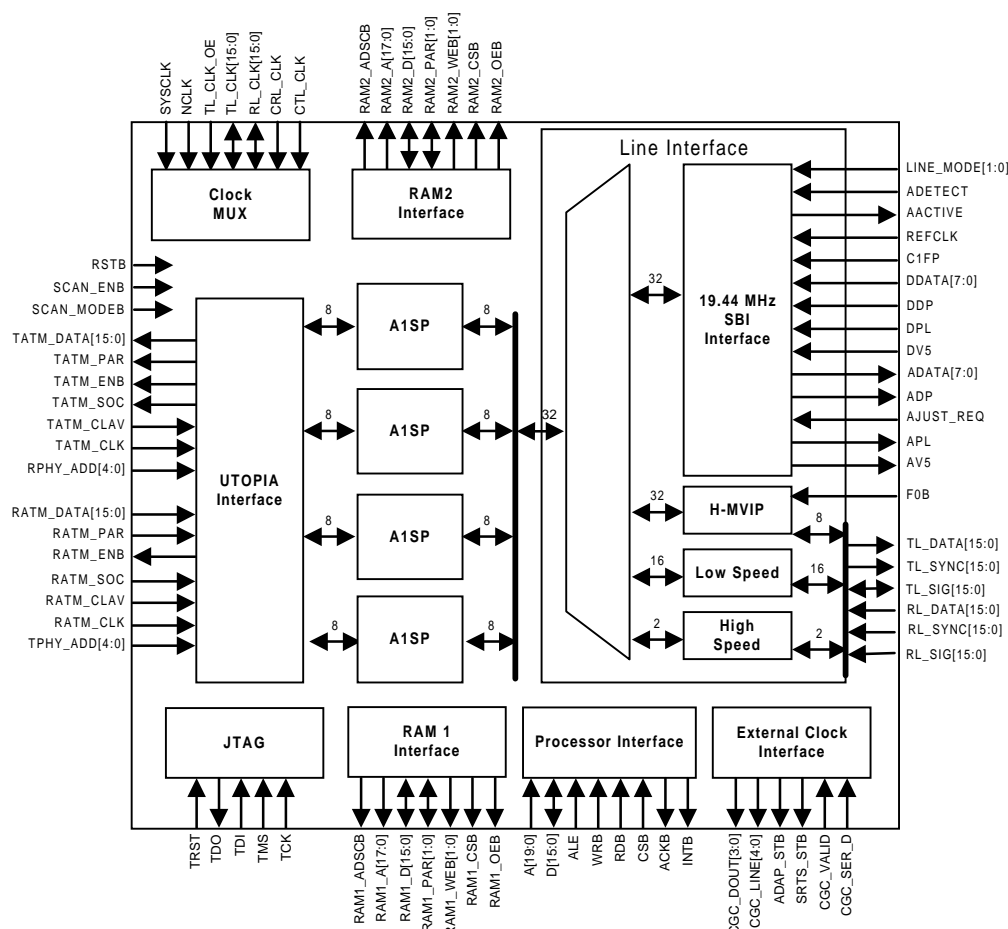 SYSCLK
NCLK
TL_CLK_OE
TL_CLK[15:0]
RL_CLK[15:0]
CRL_CLK
CTL_CLK
RAM2_ADSCB
RAM2_A[17:0]
RAM2_D[15:0]
RAM2_PAR[1:0]
RAM2_WEB[1:0]
RAM2_CSB
RAM2_OEB
Clock
MUX
RAM2
Interface
Line Interface
RSTB
SCAN_ENB
SCAN_MODEB
TATM_DATA[15:0]
TATM_PAR
TATM_ENB
TATM_SOC
TATM_CLAV
TATM_CLK
RPHY_ADD[4:0]
RATM_DATA[15:0]
RATM_PAR
RATM_ENB
RATM_SOC
RATM_CLAV
RATM_CLK
TPHY_ADD[4:0]
UTOPIA
Interface
8
A1SP
8
8
A1SP
8
8
A1SP
8
8
A1SP
8
32
32
19.44 MHz
SBI
Interface
32
H-MVIP
8
16
Low Speed
16
2
High
Speed
2
LINE_MODE[1:0]
ADETECT
AACTIVE
REFCLK
C1FP
DDATA[7:0]
DDP
DPL
DV5
ADATA[7:0]
ADP
AJUST_REQ
APL
AV5
F0B
TL_DATA[15:0]
TL_SYNC[15:0]
TL_SIG[15:0]
RL_DATA[15:0]
RL_SYNC[15:0]
RL_SIG[15:0]
JTAG
RAM 1
Interface
Processor Interface
External Clock
Interface
TRST
TDO
TDI
TMS
TCK
RAM1_ADSCB
RAM1_A[17:0]
RAM1_D[15:0]
RAM1_PAR[1:0]
RAM1_WEB[1:0]
RAM1_CSB
RAM1_OEB
A[19:0]
D[15:0]
ALE
WRB
RDB
CSB
ACKB
INTB
CGC_DOUT[3:0]
CGC_LINE[4:0]
ADAP_STB
SRTS_STB
CGC_VALID
CGC_SER_D